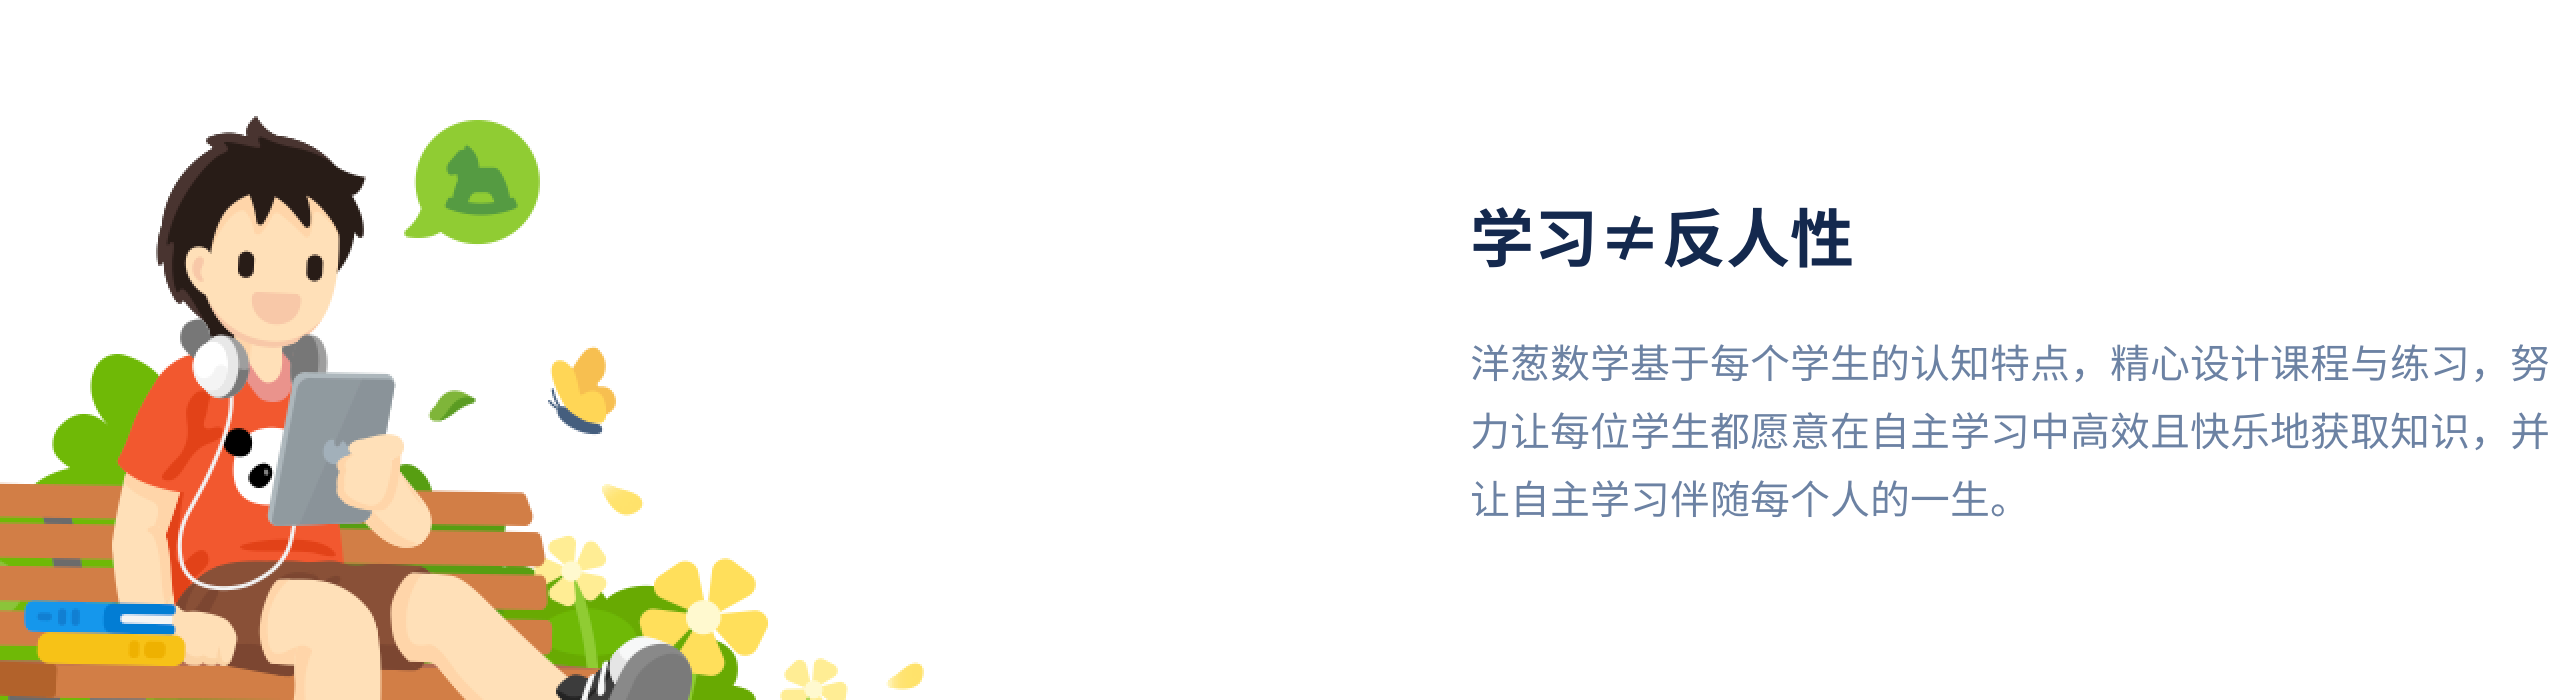 学习≠反人性
洋葱数学基于每个学生的认知特点，精心设计课程与练习，努
力让每位学生都愿意在自主学习中高效且快乐地获取知识，并
让自主学习伴随每个人的一生。